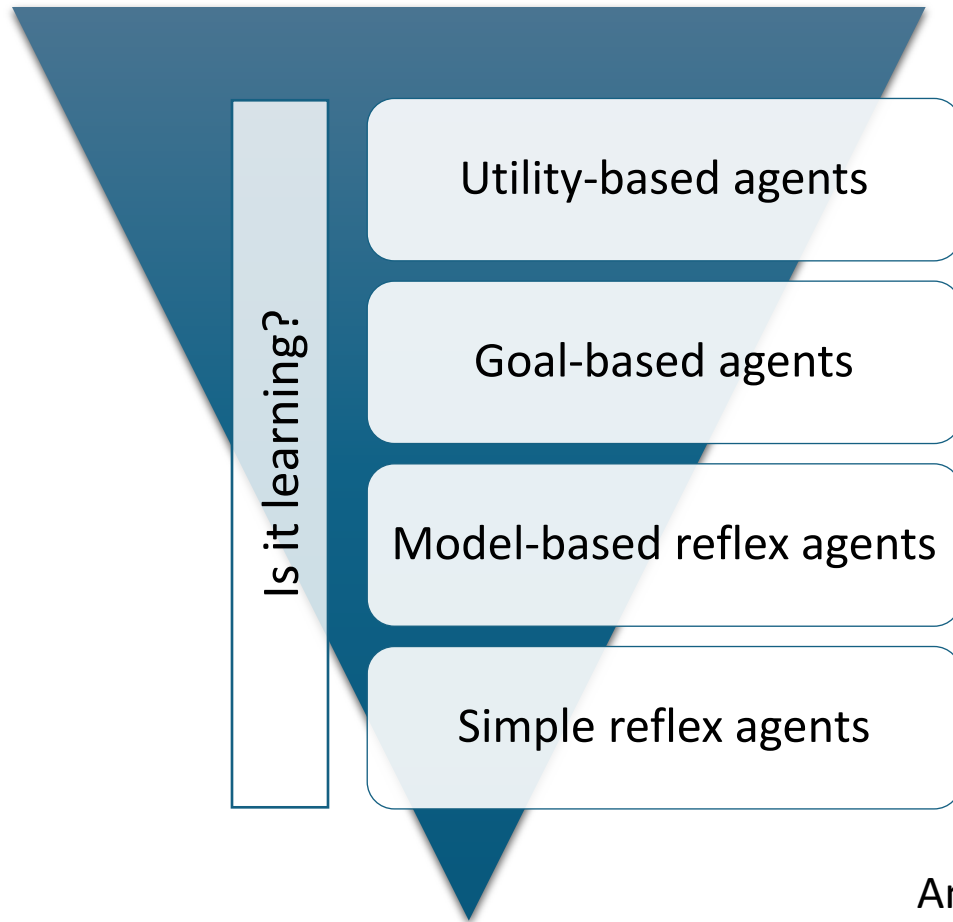 Utility-based agents
Goal-based agents
Is it learning?
Model-based reflex agents
Simple reflex agents